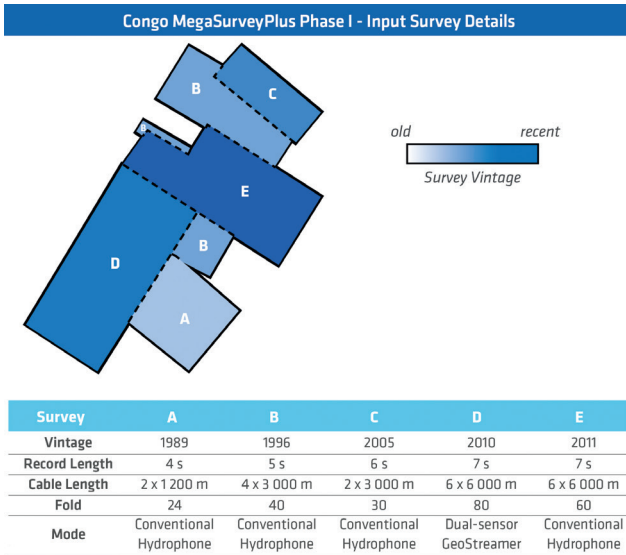 Congo MegaSurveyPlus Phase I - Input Survey Details
B
C
B
old recent
Survey Vintage
E
B
D
A
Survey A B C D E
Vintage 1989 1996 2005 2010 2011
Record Length 4 s 5 s 6 s 7 s 7 s
Cable Length 2 x 1 200 m 4 x 3 000 m 2 x 3 000 m 6 x 6 000 m 6 x 6 000 m
Fold 24 40 30 80 60
Mode Conventional Hydrophone Conventional Hydrophone Conventional Hydrophone Dual-sensor GeoStreamer Conventional Hydrophone